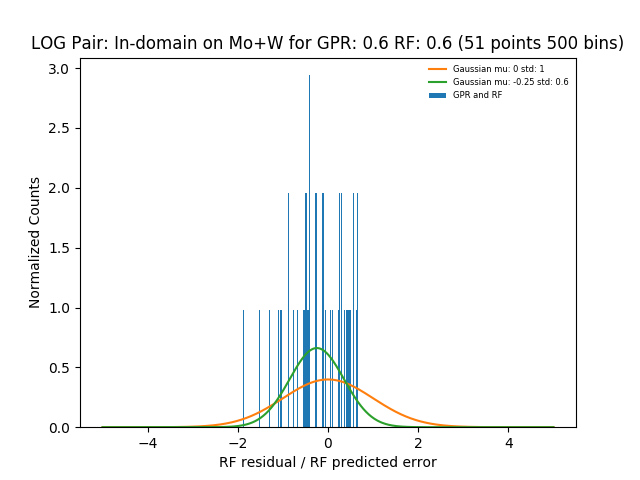 LOG Pair: In-domain on Mo+W for GPR: 0.6 RF: 0.6 (51 points 500 bins)
3.0
2.5
2.0
1.5
1.0
0.5
0.0
Normalized Counts
Gaussian mu: 0 std: 1
Gaussian mu: -0.25 std: 0.6
GPR and RF
−4 −2 0 2 4
RF residual / RF predicted error